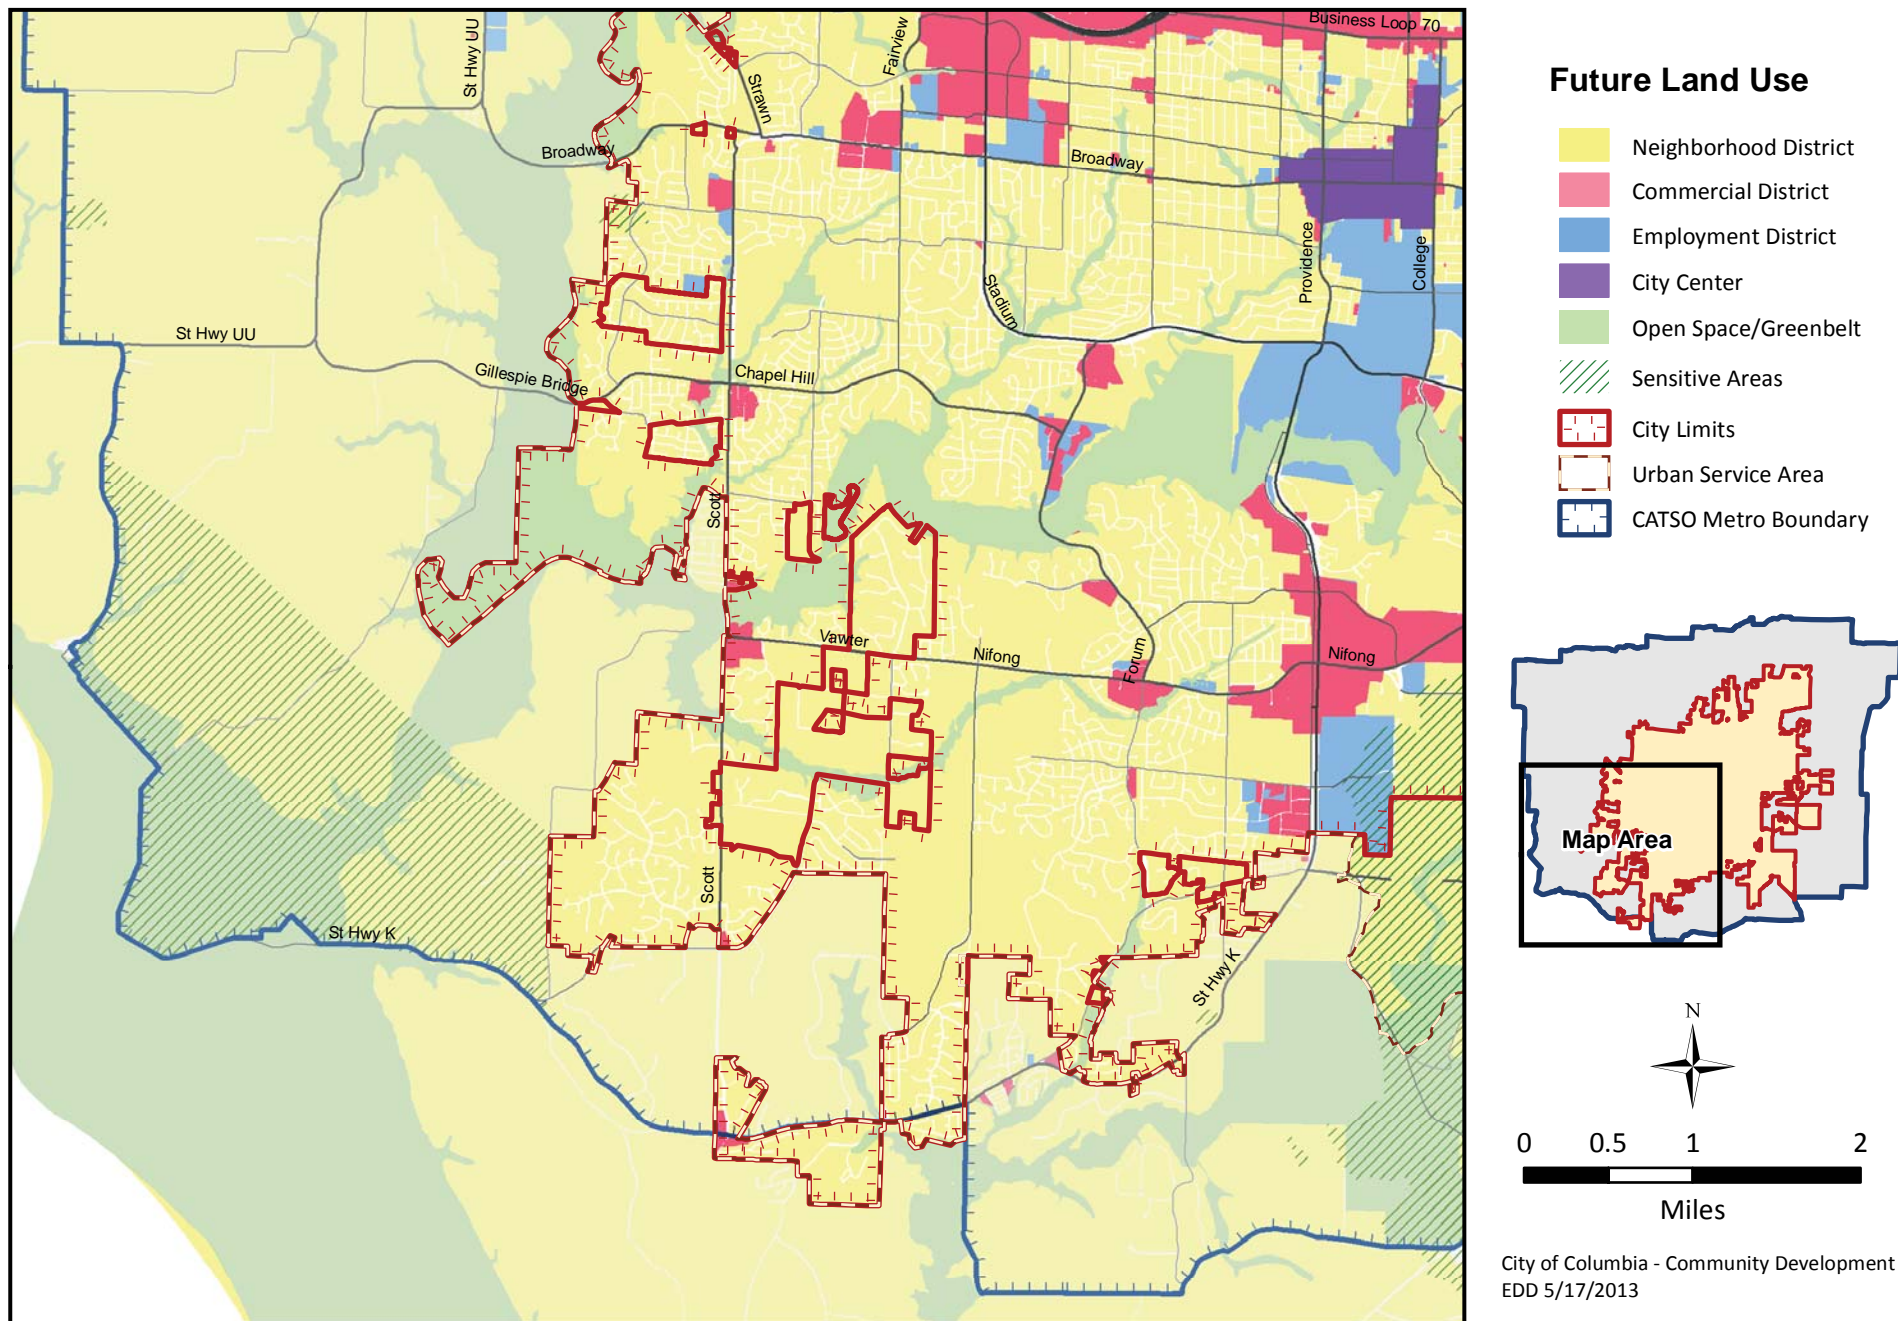 Business Loop 70
St Hwy UU
Fairview
Strawn
Broadway
Broadway
Providence
College
Stadium
St Hwy UU
Gillespie Bridge
Chapel Hill
Scott
Vawter
Nifong
Forum
Nifong
Scott
St Hwy K
St Hwy K
Future Land Use
Neighborhood District
Commercial District
Employment District
City Center
Open Space/Greenbelt
Sensitive Areas
City Limits
Urban Service Area
CATSO Metro Boundary
Map Area
N
0 0.5 1 2
Miles
City of Columbia - Community Development
EDD 5/17/2013